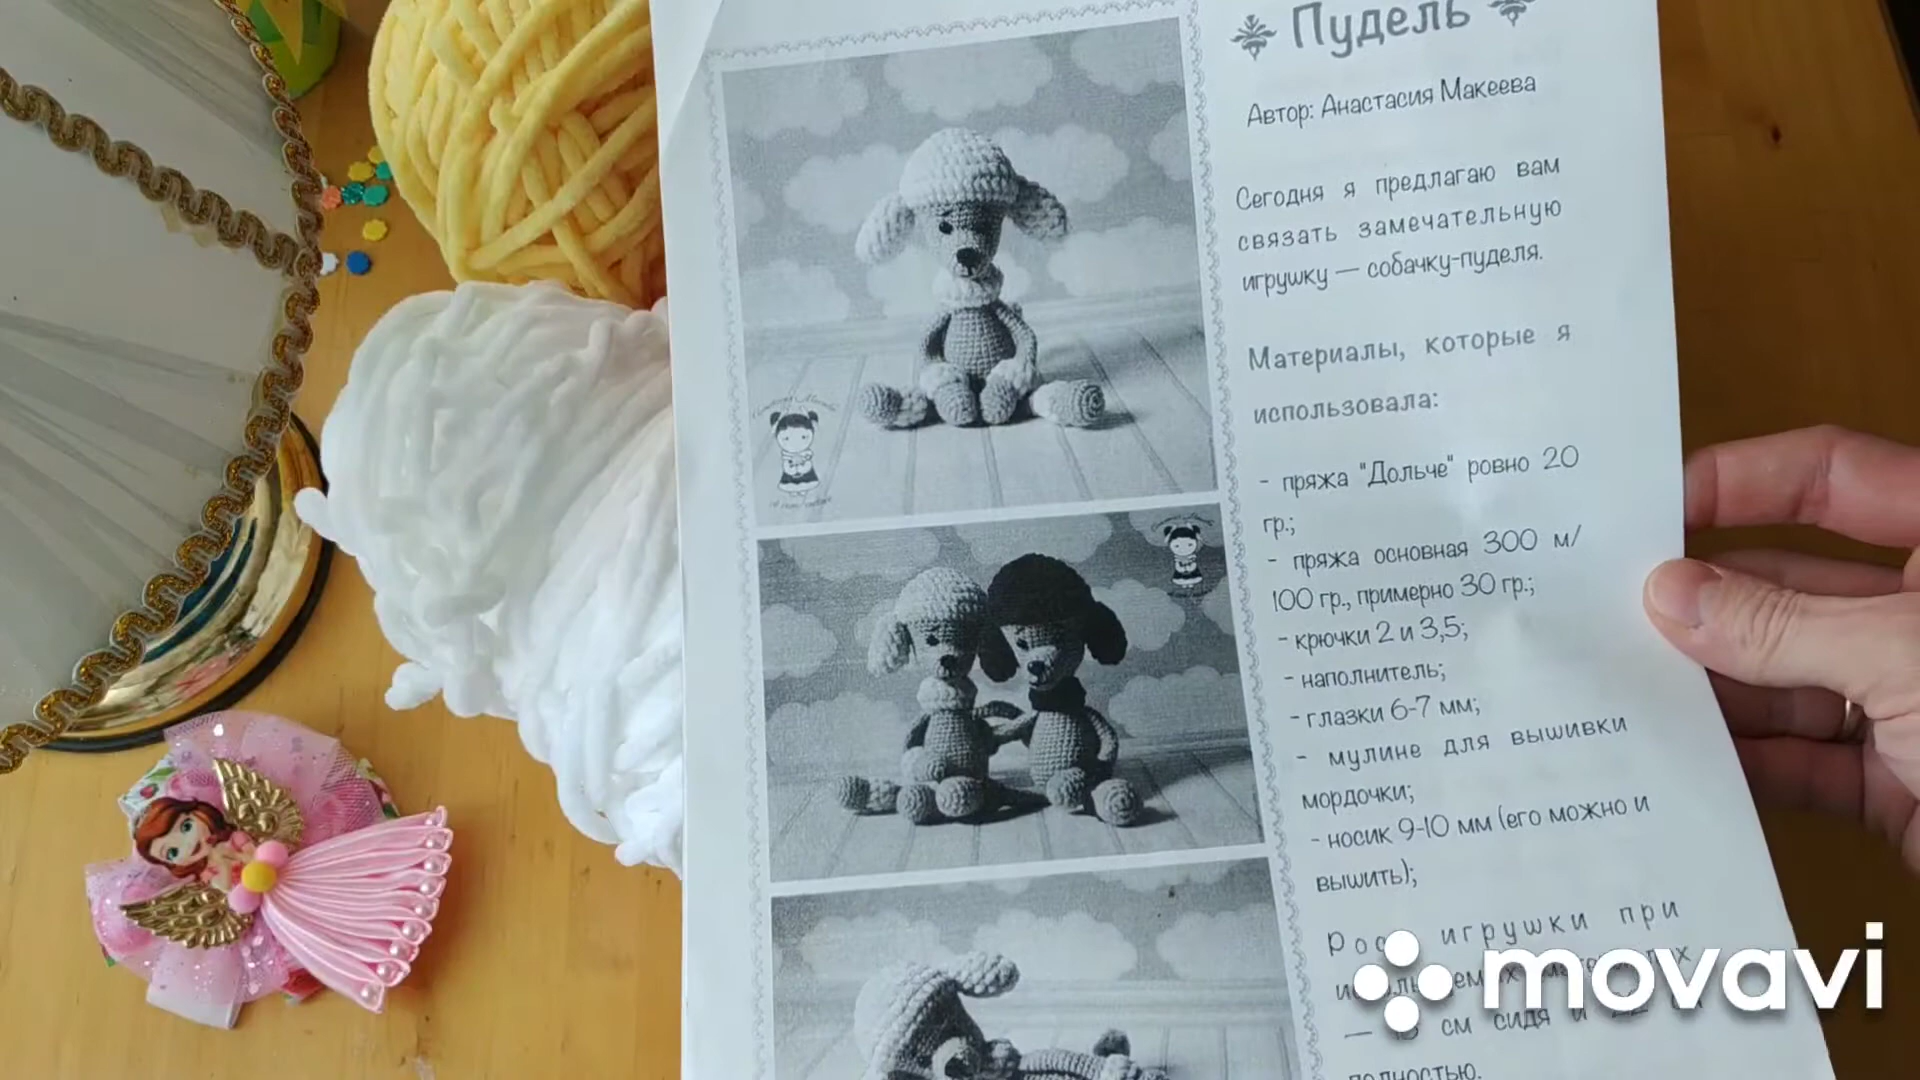 Пудель
Автор: Анастасия Макеева
Сегодня я предлагаю вам
связать замечательную
игрушку — собачку-пуделя.
Материалы, которые я
использовала:
- пряжа "Дольче" ровно 20
гр.;
- пряжа основная 300 м/
100 гр., примерно 30 гр.;
- крючки 2 и 3,5;
- наполнитель;
- глазки 6-7 мм;
- мулине для вышивки
мордочки;
- носик 9-10 мм (его можно и
вышить);
игрушки при
— см сидя и
полностью.
movavi